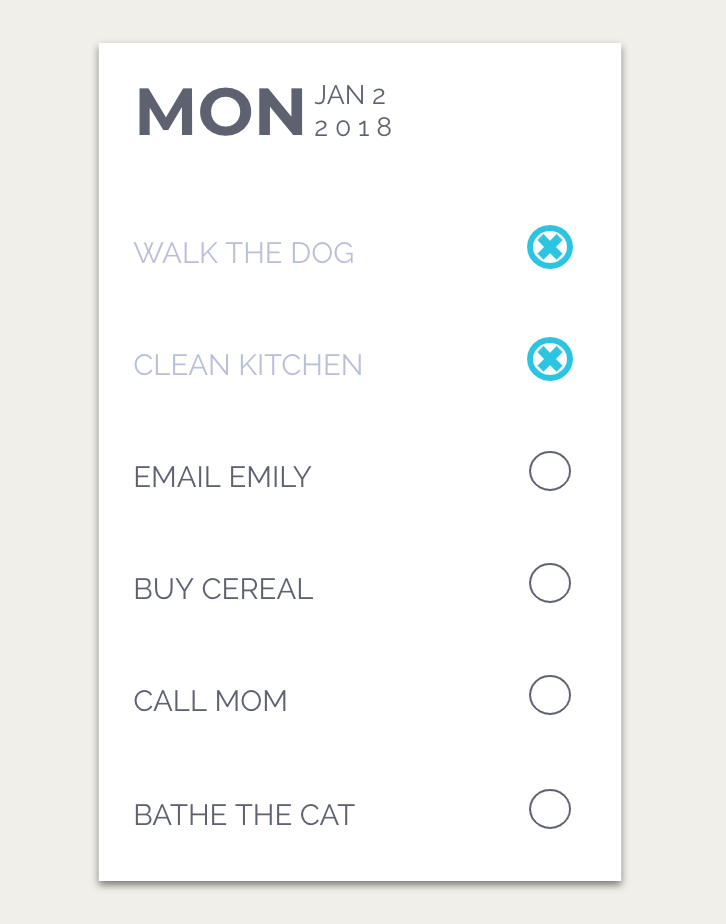 MON
JAN 2
2018
WALK THE DOG
CLEAN KITCHEN
EMAIL EMILY
BUY CEREAL
CALL MOM
BATHE THE CAT